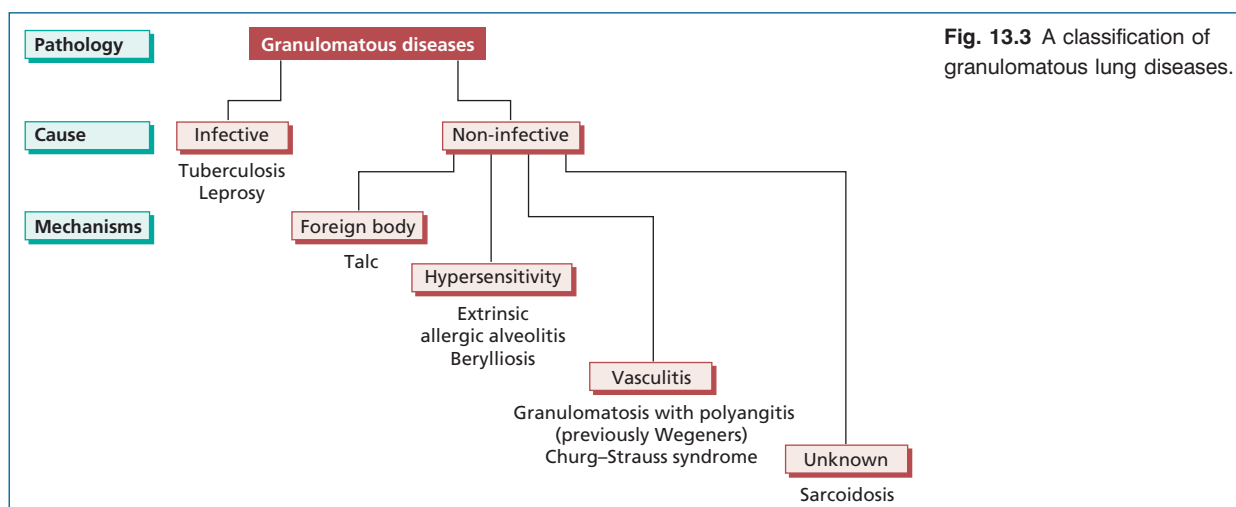 Pathology
Granulomatous diseases
Fig. 13.3 A classification of
granulomatous lung diseases.
Cause
Infective
Non-infective
Tuberculosis
Leprosy
Mechanisms
Foreign body
Talc
Hypersensitivity
Extrinsic
allergic alveolitis
Berylliosis
Vasculitis
Granulomatosis with polyangitis
(previously Wegeners)
Churg–Strauss syndrome
Unknown
Sarcoidosis